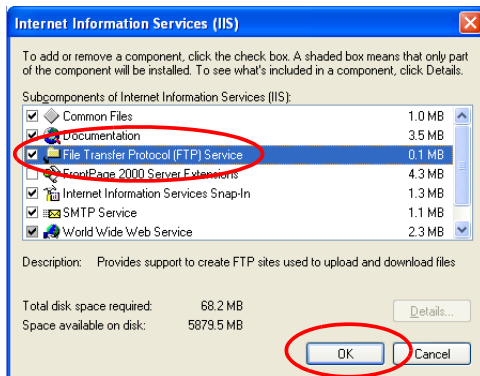 Internet Information Services (IIS)
To add or remove a component, click the check box. A shaded box means that only part
of the component will be installed. To see what's included in a component, click Details.
Subcomponents of Internet Information Services (IIS):
Common Files 1.0 MB
Documentation 3.5 MB
File Transfer Protocol (FTP) Service 0.1 MB
FrontPage 2000 Server Extensions 4.3 MB
Internet Information Services Snap-In 1.3 MB
SMTP Service 1.1 MB
World Wide Web Service 2.3 MB
Description: Provides support to create FTP sites used to upload and download files
Total disk space required: 68.2 MB
Details...
Space available on disk: 5879.5 MB
OK Cancel